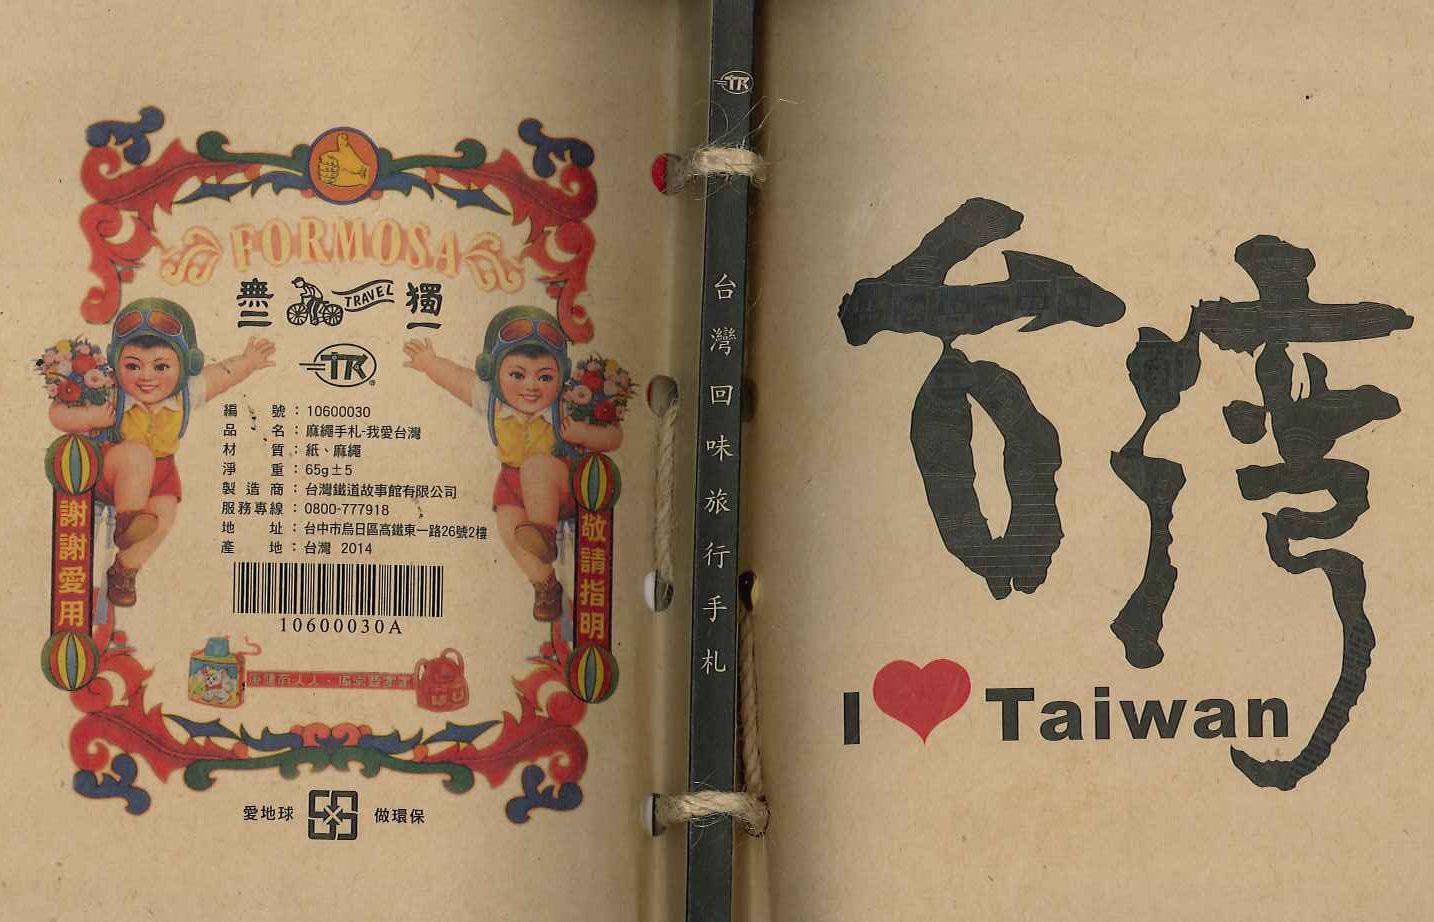 FORMOSA
獨一
無二
TRAVEL
TR
編號：10600030
品名：麻繩手札-我愛台灣
材質：紙、麻繩
淨重：65g±5
製造商：台灣鐵道故事館有限公司
服務專線：0800-777918
地址：台中市烏日區高鐵東一路26號2樓
產地：台灣 2014
10600030A
敬請指明
謝謝愛用
愛地球
做環保
TR
台灣回味旅行手札
台灣
I ❤ Taiwan